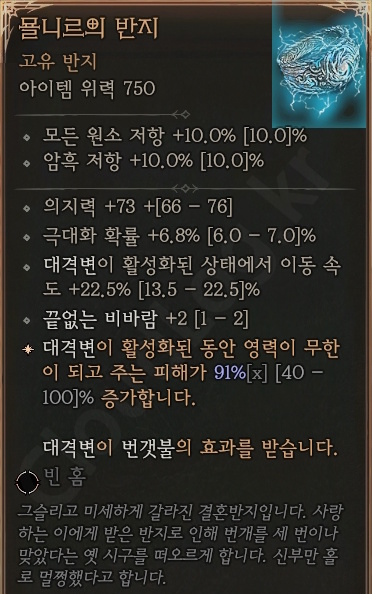 묠니르의 반지
고유 반지
아이템 위력 750
모든 원소 저항 +10.0% [10.0]%
암흑 저항 +10.0% [10.0]%
의지력 +73 +[66 – 76]
극대화 확률 +6.8% [6.0 – 7.0]%
대격변이 활성화된 상태에서 이동 속
도 +22.5% [13.5 – 22.5]%
끝없는 비바람 +2 [1 – 2]
대격변이 활성화된 동안 영력이 무한
이 되고 주는 피해가 91%[x] [40 –
100]% 증가합니다.
대격변이 번갯불의 효과를 받습니다.
빈 홈
그슬리고 미세하게 갈라진 결혼반지입니다. 사랑
하는 이에게 받은 반지로 인해 번개를 세 번이나
맞았다는 옛 시구를 떠오르게 합니다. 신부만 홀
로 멀쩡했다고 합니다.